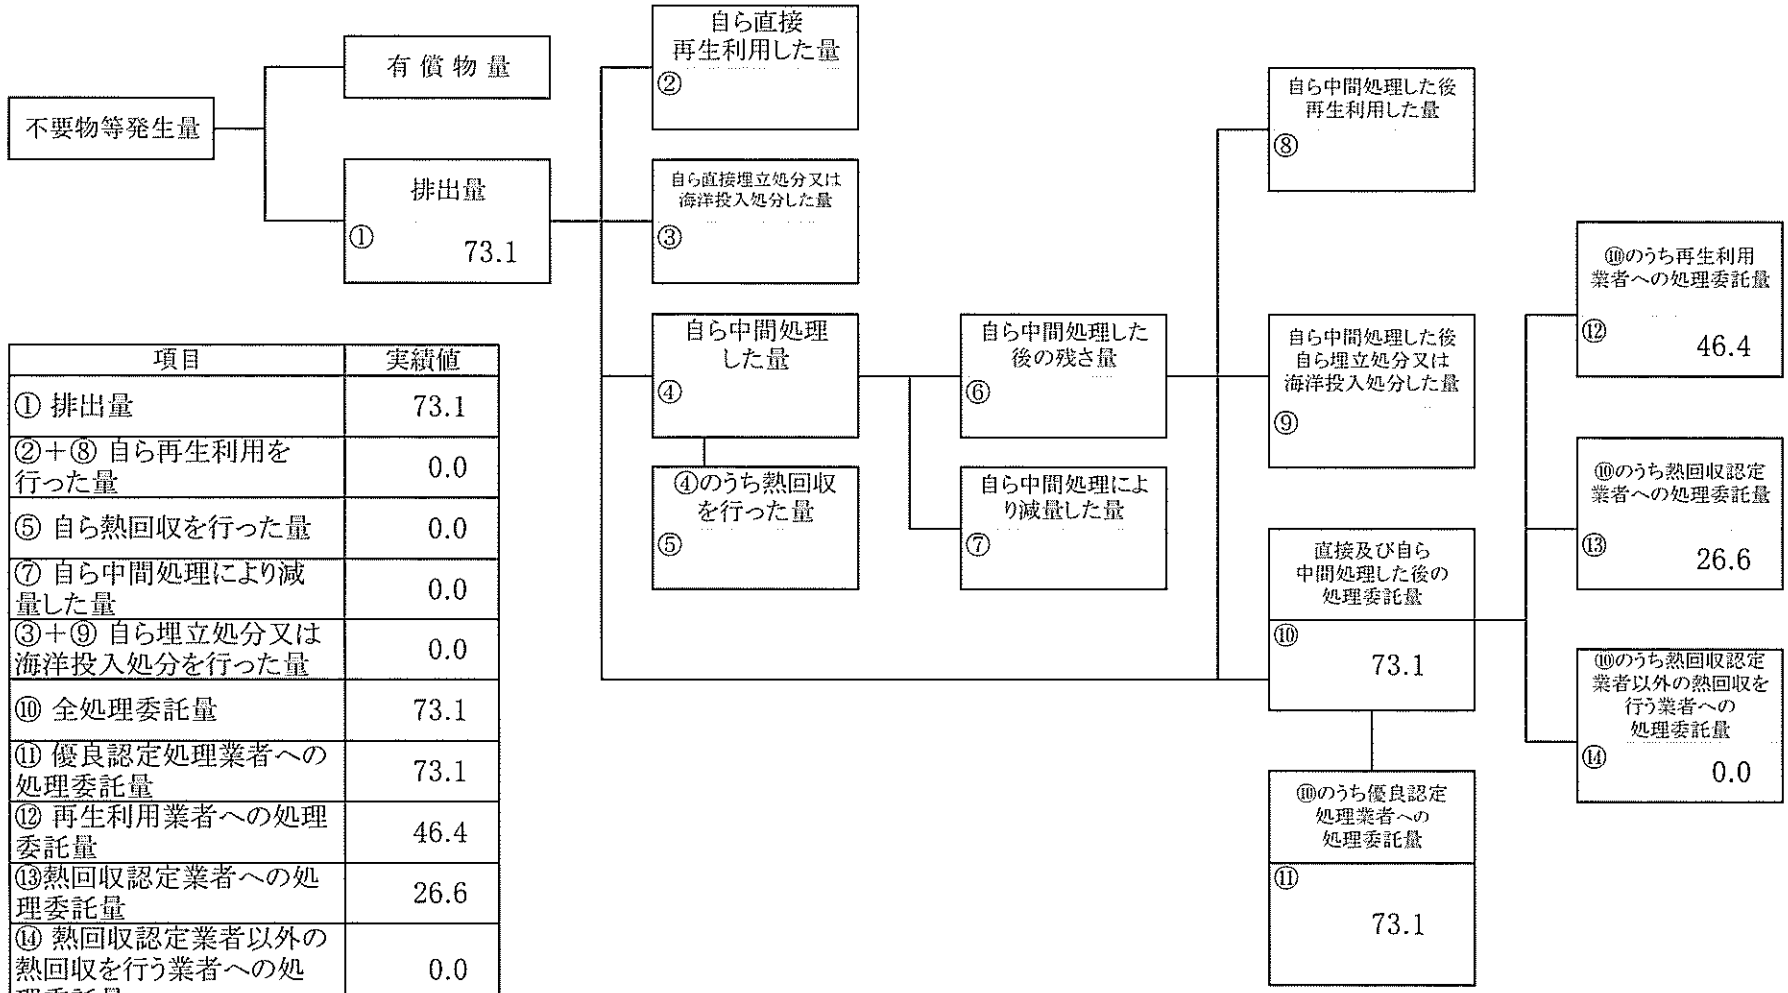 不要物等発生量
有償物量
排出量
①
73.1
自ら直接
再生利用した量
②
自ら直接埋立処分又は
海洋投入処分した量
③
自ら中間処理
した量
④
④のうち熱回収
を行った量
⑤
自ら中間処理した
後の残さ量
⑥
自ら中間処理によ
り減量した量
⑦
自ら中間処理した後
再生利用した量
⑧
自ら中間処理した後
自ら埋立処分又は
海洋投入処分した量
⑨
直接及び自ら
中間処理した後の
処理委託量
⑩
73.1
⑩のうち優良認定
処理業者への
処理委託量
⑪
73.1
⑩のうち再生利用
業者への処理委託量
⑫
46.4
⑩のうち熱回収認定
業者への処理委託量
⑬
26.6
⑩のうち熱回収認定
業者以外の熱回収を
行う業者への
処理委託量
⑭
0.0
項目 実績値
① 排出量 73.1
②＋⑧ 自ら再生利用を
行った量 0.0
⑤ 自ら熱回収を行った量 0.0
⑦ 自ら中間処理により減
量した量 0.0
③＋⑨ 自ら埋立処分又は
海洋投入処分を行った量 0.0
⑩ 全処理委託量 73.1
⑪ 優良認定処理業者への
処理委託量 73.1
⑫ 再生利用業者への処理
委託量 46.4
⑬熱回収認定業者への処
理委託量 26.6
⑭ 熱回収認定業者以外の
熱回収を行う業者への処 0.0